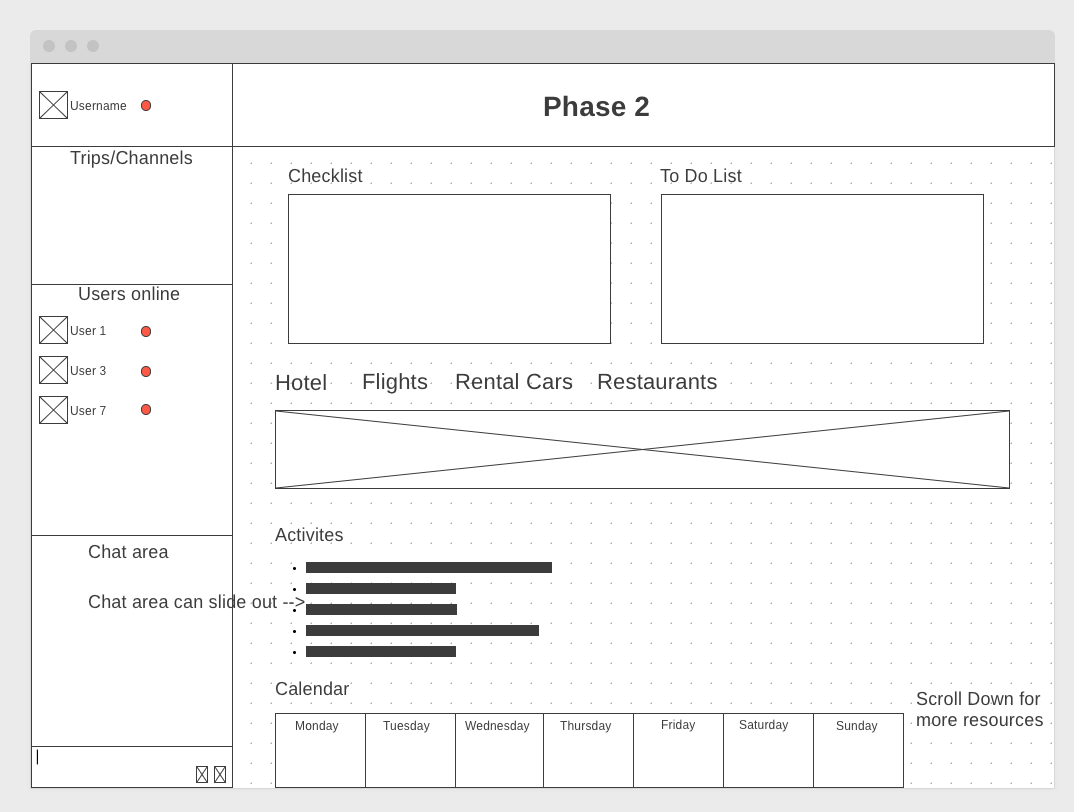 Username
Phase 2
Trips/Channels
Checklist
To Do List
Users online
User 1
User 3
User 7
Hotel
Flights
Rental Cars
Restaurants
Activites
Chat area
Chat area can slide out -->
Calendar
Monday
Tuesday
Wednesday
Thursday
Friday
Saturday
Sunday
Scroll Down for
more resources